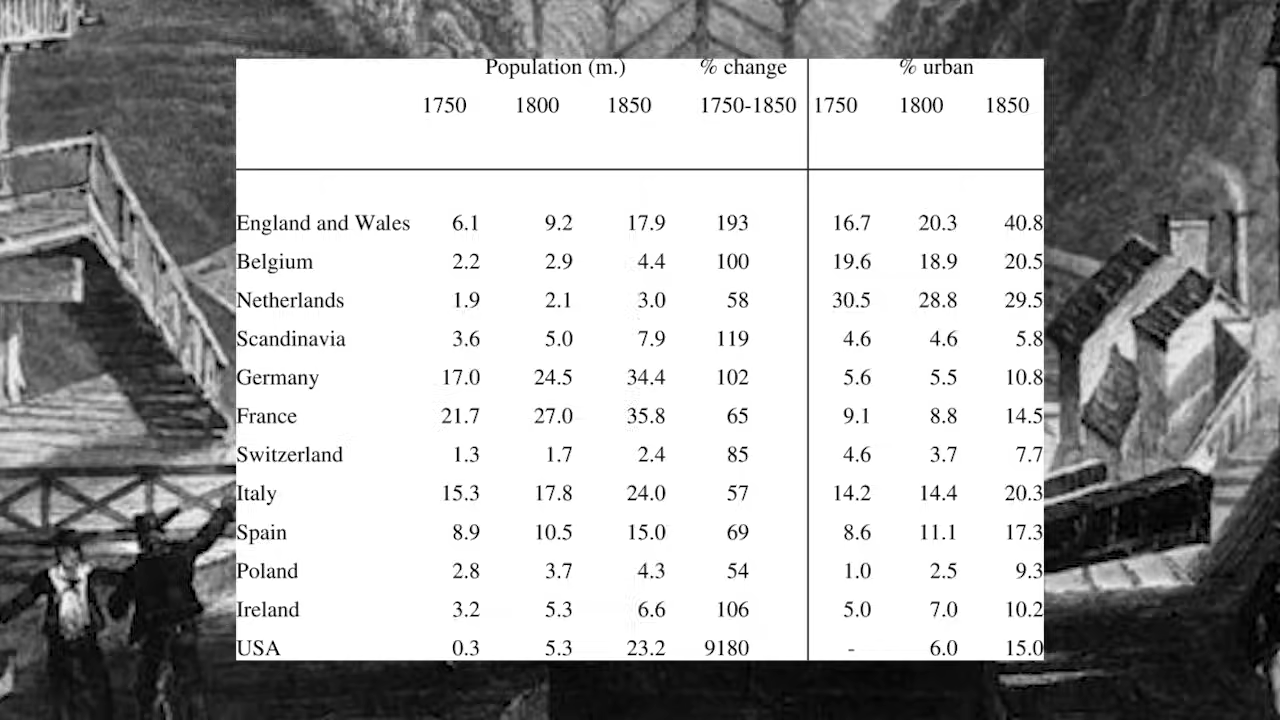 Population (m.) % change % urban
1750 1800 1850 1750-1850 1750 1800 1850
England and Wales 6.1 9.2 17.9 193 16.7 20.3 40.8
Belgium 2.2 2.9 4.4 100 19.6 18.9 20.5
Netherlands 1.9 2.1 3.0 58 30.5 28.8 29.5
Scandinavia 3.6 5.0 7.9 119 4.6 4.6 5.8
Germany 17.0 24.5 34.4 102 5.6 5.5 10.8
France 21.7 27.0 35.8 65 9.1 8.8 14.5
Switzerland 1.3 1.7 2.4 85 4.6 3.7 7.7
Italy 15.3 17.8 24.0 57 14.2 14.4 20.3
Spain 8.9 10.5 15.0 69 8.6 11.1 17.3
Poland 2.8 3.7 4.3 54 1.0 2.5 9.3
Ireland 3.2 5.3 6.6 106 5.0 7.0 10.2
USA 0.3 5.3 23.2 9180 - 6.0 15.0